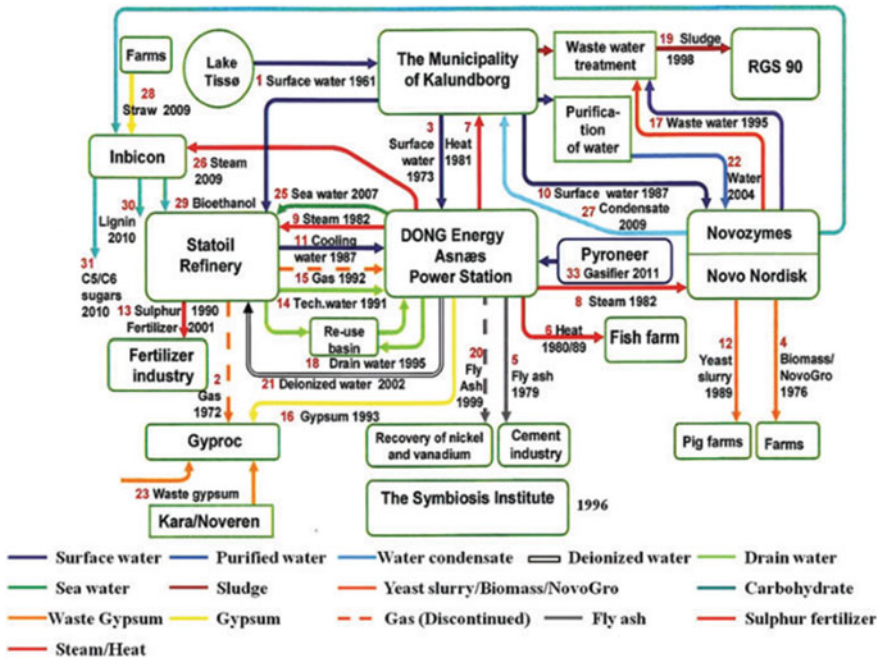 Farms
Lake
Tissø
The Municipality
of Kalundborg
Waste water
treatment
19 Sludge
1998
RGS 90
1 Surface water 1961
28
Straw 2009
3
Surface
water
1973
7
Heat
1981
Purifica-
tion
of water
17 Waste water 1995
22
Water
2004
Inbicon
26 Steam
2009
10 Surface water 1987
27 Condensate
2009
30
Lignin
2010
29 Bioethanol
25 Sea water 2007
9 Steam 1982
11 Cooling
water 1987
15 Gas 1992
14 Tech.water 1991
Statoil
Refinery
DONG Energy
Asnæs
Power Station
Pyroneer
33 Gasifier 2011
Novozymes
Novo Nordisk
31
C5/C6
sugars
2010
8 Steam 1982
13 Sulphur 1990
Fertilizer 2001
Fertilizer
industry
2
Gas
1972
Re-use
basin
18 Drain water 1995
21 Deionized water 2002
16 Gypsum 1993
20
Fly
Ash
1999
5
Fly ash
1979
6 Heat
1980/89
Fish farm
12
Yeast
slurry
1989
4
Biomass/
NovoGro
1976
Gyproc
Recovery of nickel
and vanadium
Cement
industry
Pig farms
Farms
23 Waste gypsum
Kara/Noveren
The Symbiosis Institute
1996
Surface water
Purified water
Water condensate
Deionized water
Drain water
Sea water
Sludge
Yeast slurry/Biomass/NovoGro
Carbohydrate
Waste Gypsum
Gypsum
Gas (Discontinued)
Fly ash
Sulphur fertilizer
Steam/Heat